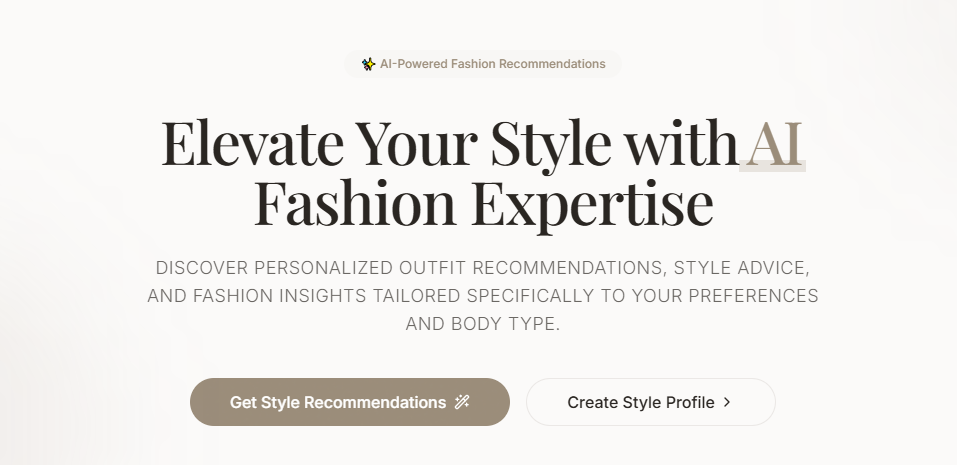 AI-Powered Fashion Recommendations
Elevate Your Style with AI
Fashion Expertise
DISCOVER PERSONALIZED OUTFIT RECOMMENDATIONS, STYLE ADVICE,
AND FASHION INSIGHTS TAILORED SPECIFICALLY TO YOUR PREFERENCES
AND BODY TYPE.
Get Style Recommendations
Create Style Profile